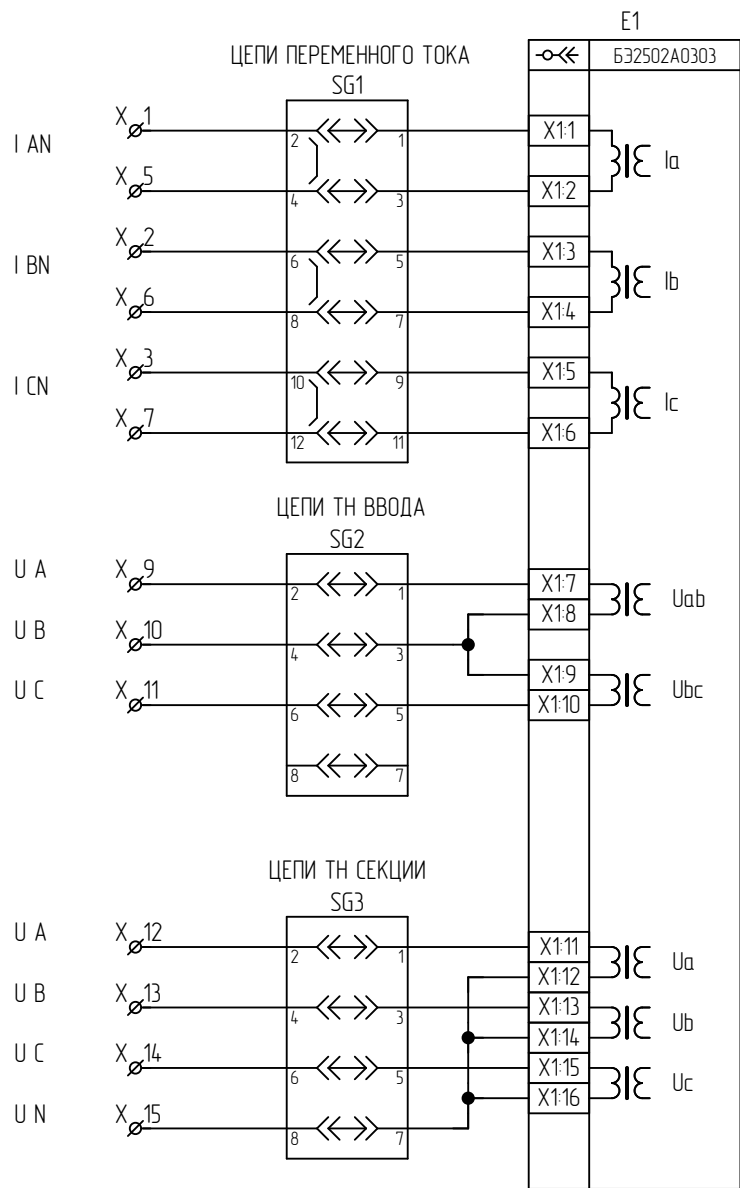 E1
БЭ2502А0303
ЦЕПИ ПЕРЕМЕННОГО ТОКА
SG1
I AN
X 1
2
1
X1:1
Ia
X 5
4
3
X1:2
I BN
X 2
6
5
X1:3
Ib
X 6
8
7
X1:4
I CN
X 3
10
9
X1:5
Ic
X 7
12
11
X1:6
ЦЕПИ ТН ВВОДА
SG2
U A
X 9
2
1
X1:7
Uab
X1:8
U B
X 10
4
3
X1:9
Ubc
U C
X 11
6
5
X1:10
8
7
ЦЕПИ ТН СЕКЦИИ
SG3
U A
X 12
2
1
X1:11
Ua
X1:12
U B
X 13
4
3
X1:13
Ub
X1:14
U C
X 14
6
5
X1:15
Uc
X1:16
U N
X 15
8
7